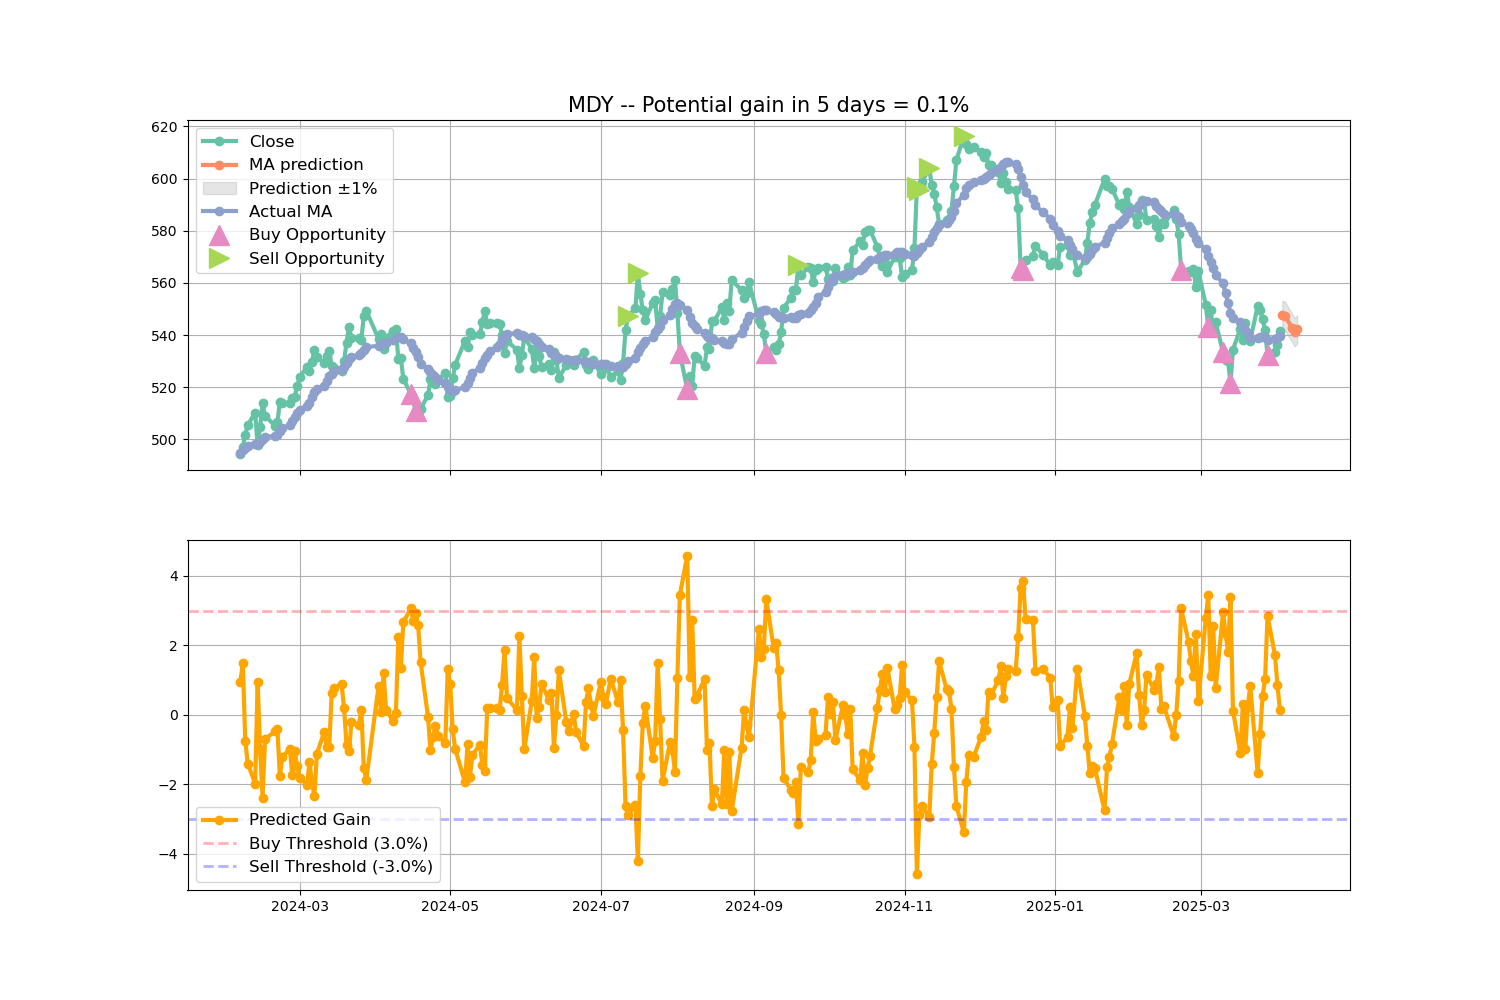 MDY -- Potential gain in 5 days = 0.1%
620
600
580
560
540
520
500
Close
MA prediction
Prediction ±1%
Actual MA
Buy Opportunity
Sell Opportunity
4
2
0
−2
−4
Predicted Gain
Buy Threshold (3.0%)
Sell Threshold (-3.0%)
2024-03
2024-05
2024-07
2024-09
2024-11
2025-01
2025-03